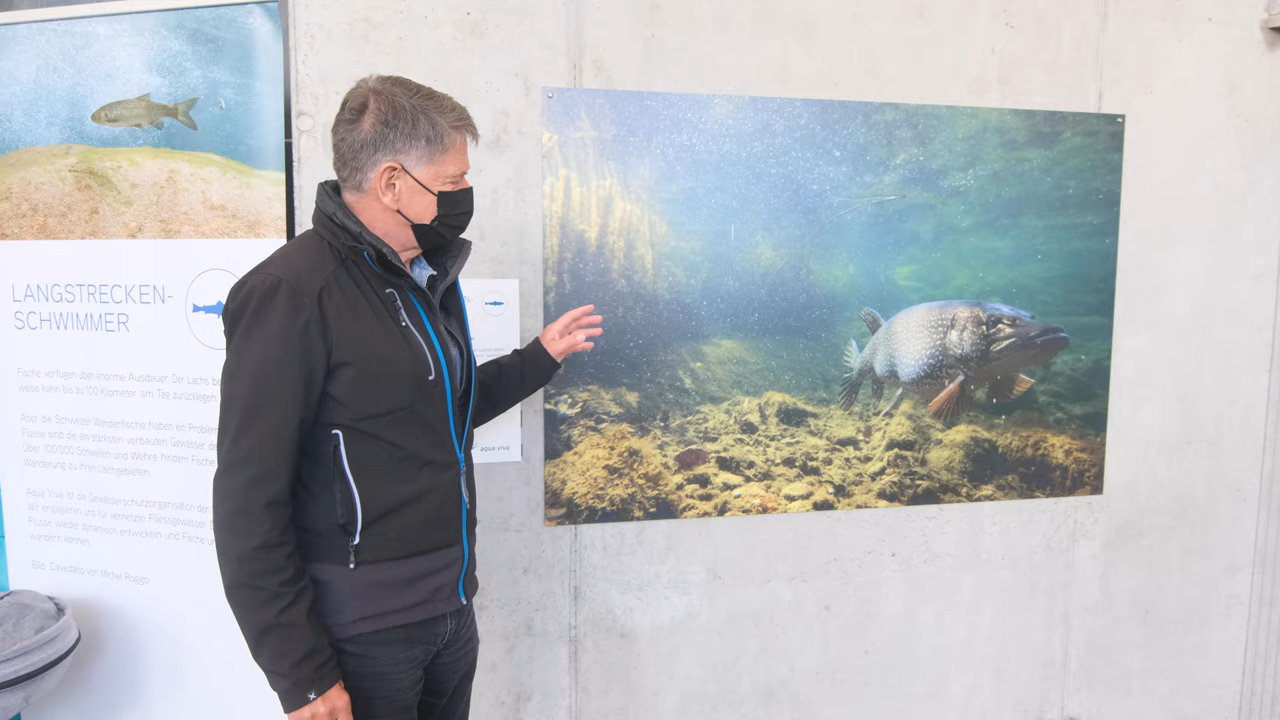 LANGSTRECKEN-
SCHWIMMER
Fische verfügen über enorme Ausdauer. Der Lachs
weise kann bis zu 100 Kilometer am Tag zurücklegen.
Aber die Schweizer Wanderfische haben ein Problem
Flüsse sind die am stärksten verbauten Gewässer
Über 100'000 Schwellen und Wehre hindern Fische
Wanderung zu ihren Laichgebieten.
Aqua Viva ist die Gewässerschutzorganisation der
Wir engagieren uns für vernetzte Fliessgewässer
Flüsse wieder dynamisch entwickeln und Fische
wandern können.
Bild: Cavedano von Michel Roggo
aqua viva